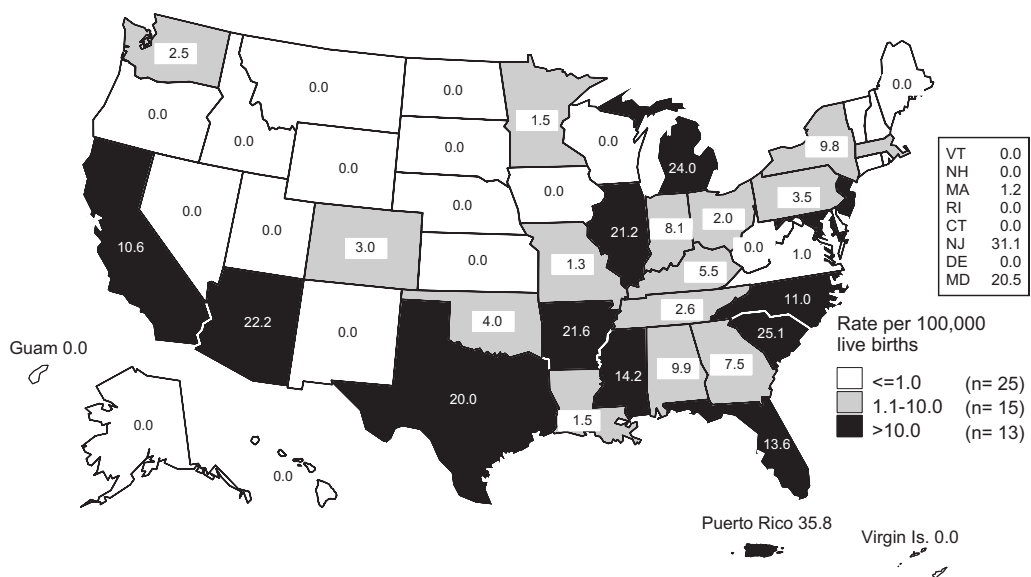 2.5
0.0
0.0
0.0
0.0
0.0
0.0
0.0
0.0
0.0
0.0
3.0
0.0
0.0
10.6
22.2
0.0
1.5
0.0
0.0
24.0
21.2
8.1
2.0
1.3
5.5
4.0
21.6
2.6
20.0
1.5
14.2
9.9
7.5
25.1
11.0
13.6
0.0
1.0
3.5
9.8
0.0
VT 0.0
NH 0.0
MA 1.2
RI 0.0
CT 0.0
NJ 31.1
DE 0.0
MD 20.5
Rate per 100,000
live births
<=1.0 (n= 25)
1.1-10.0 (n= 15)
>10.0 (n= 13)
Guam 0.0
0.0
0.0
Puerto Rico 35.8
Virgin Is. 0.0